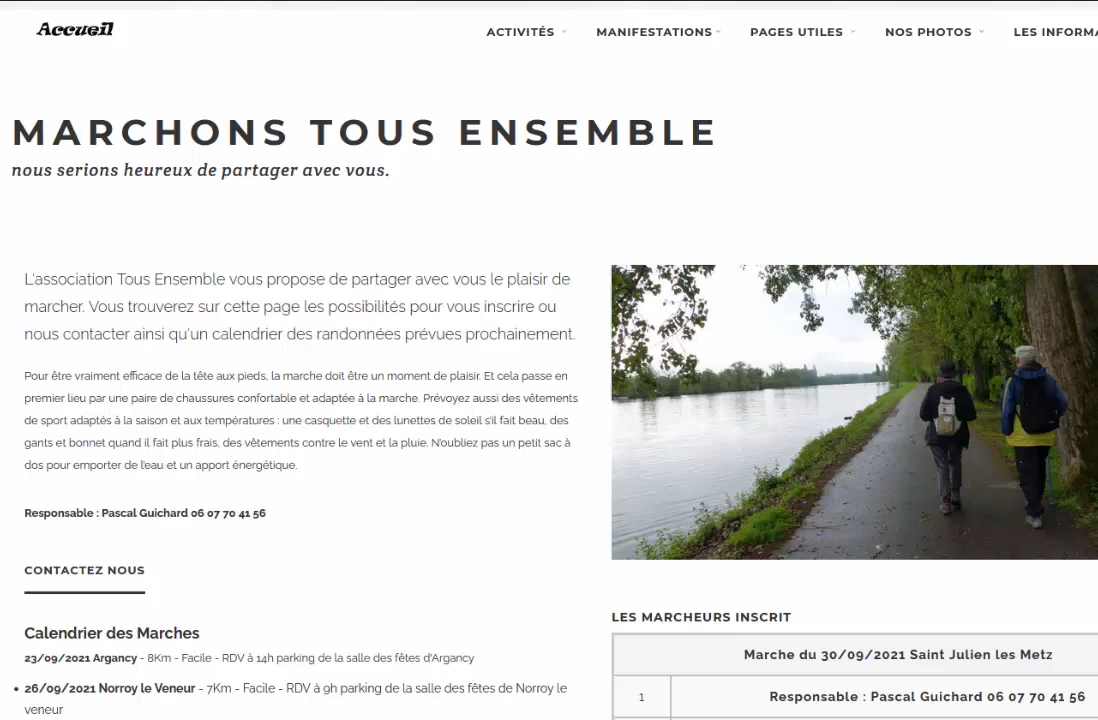 Accueil
ACTIVITÉS
MANIFESTATIONS
PAGES UTILES
NOS PHOTOS
LES INFORMA
MARCHONS TOUS ENSEMBLE
nous serions heureux de partager avec vous.
L'association Tous Ensemble vous propose de partager avec vous le plaisir de
marcher. Vous trouverez sur cette page les possibilités pour vous inscrire ou
nous contacter ainsi qu'un calendrier des randonnées prévues prochainement.
Pour être vraiment efficace de la tête aux pieds, la marche doit être un moment de plaisir. Et cela passe en
premier lieu par une paire de chaussures confortable et adaptée à la marche. Prévoyez aussi des vêtements
de sport adaptés à la saison et aux températures : une casquette et des lunettes de soleil s'il fait beau, des
gants et bonnet quand il fait plus frais, des vêtements contre le vent et la pluie. N'oubliez pas un petit sac à
dos pour emporter de l'eau et un apport énergétique.
Responsable : Pascal Guichard 06 07 70 41 56
CONTACTEZ NOUS
Calendrier des Marches
23/09/2021 Argancy - 8Km - Facile - RDV à 14h parking de la salle des fêtes d'Argancy
• 26/09/2021 Norroy le Veneur - 7Km - Facile - RDV à 9h parking de la salle des fêtes de Norroy le
veneur
LES MARCHEURS INSCRIT
Marche du 30/09/2021 Saint Julien les Metz
1 Responsable : Pascal Guichard 06 07 70 41 56